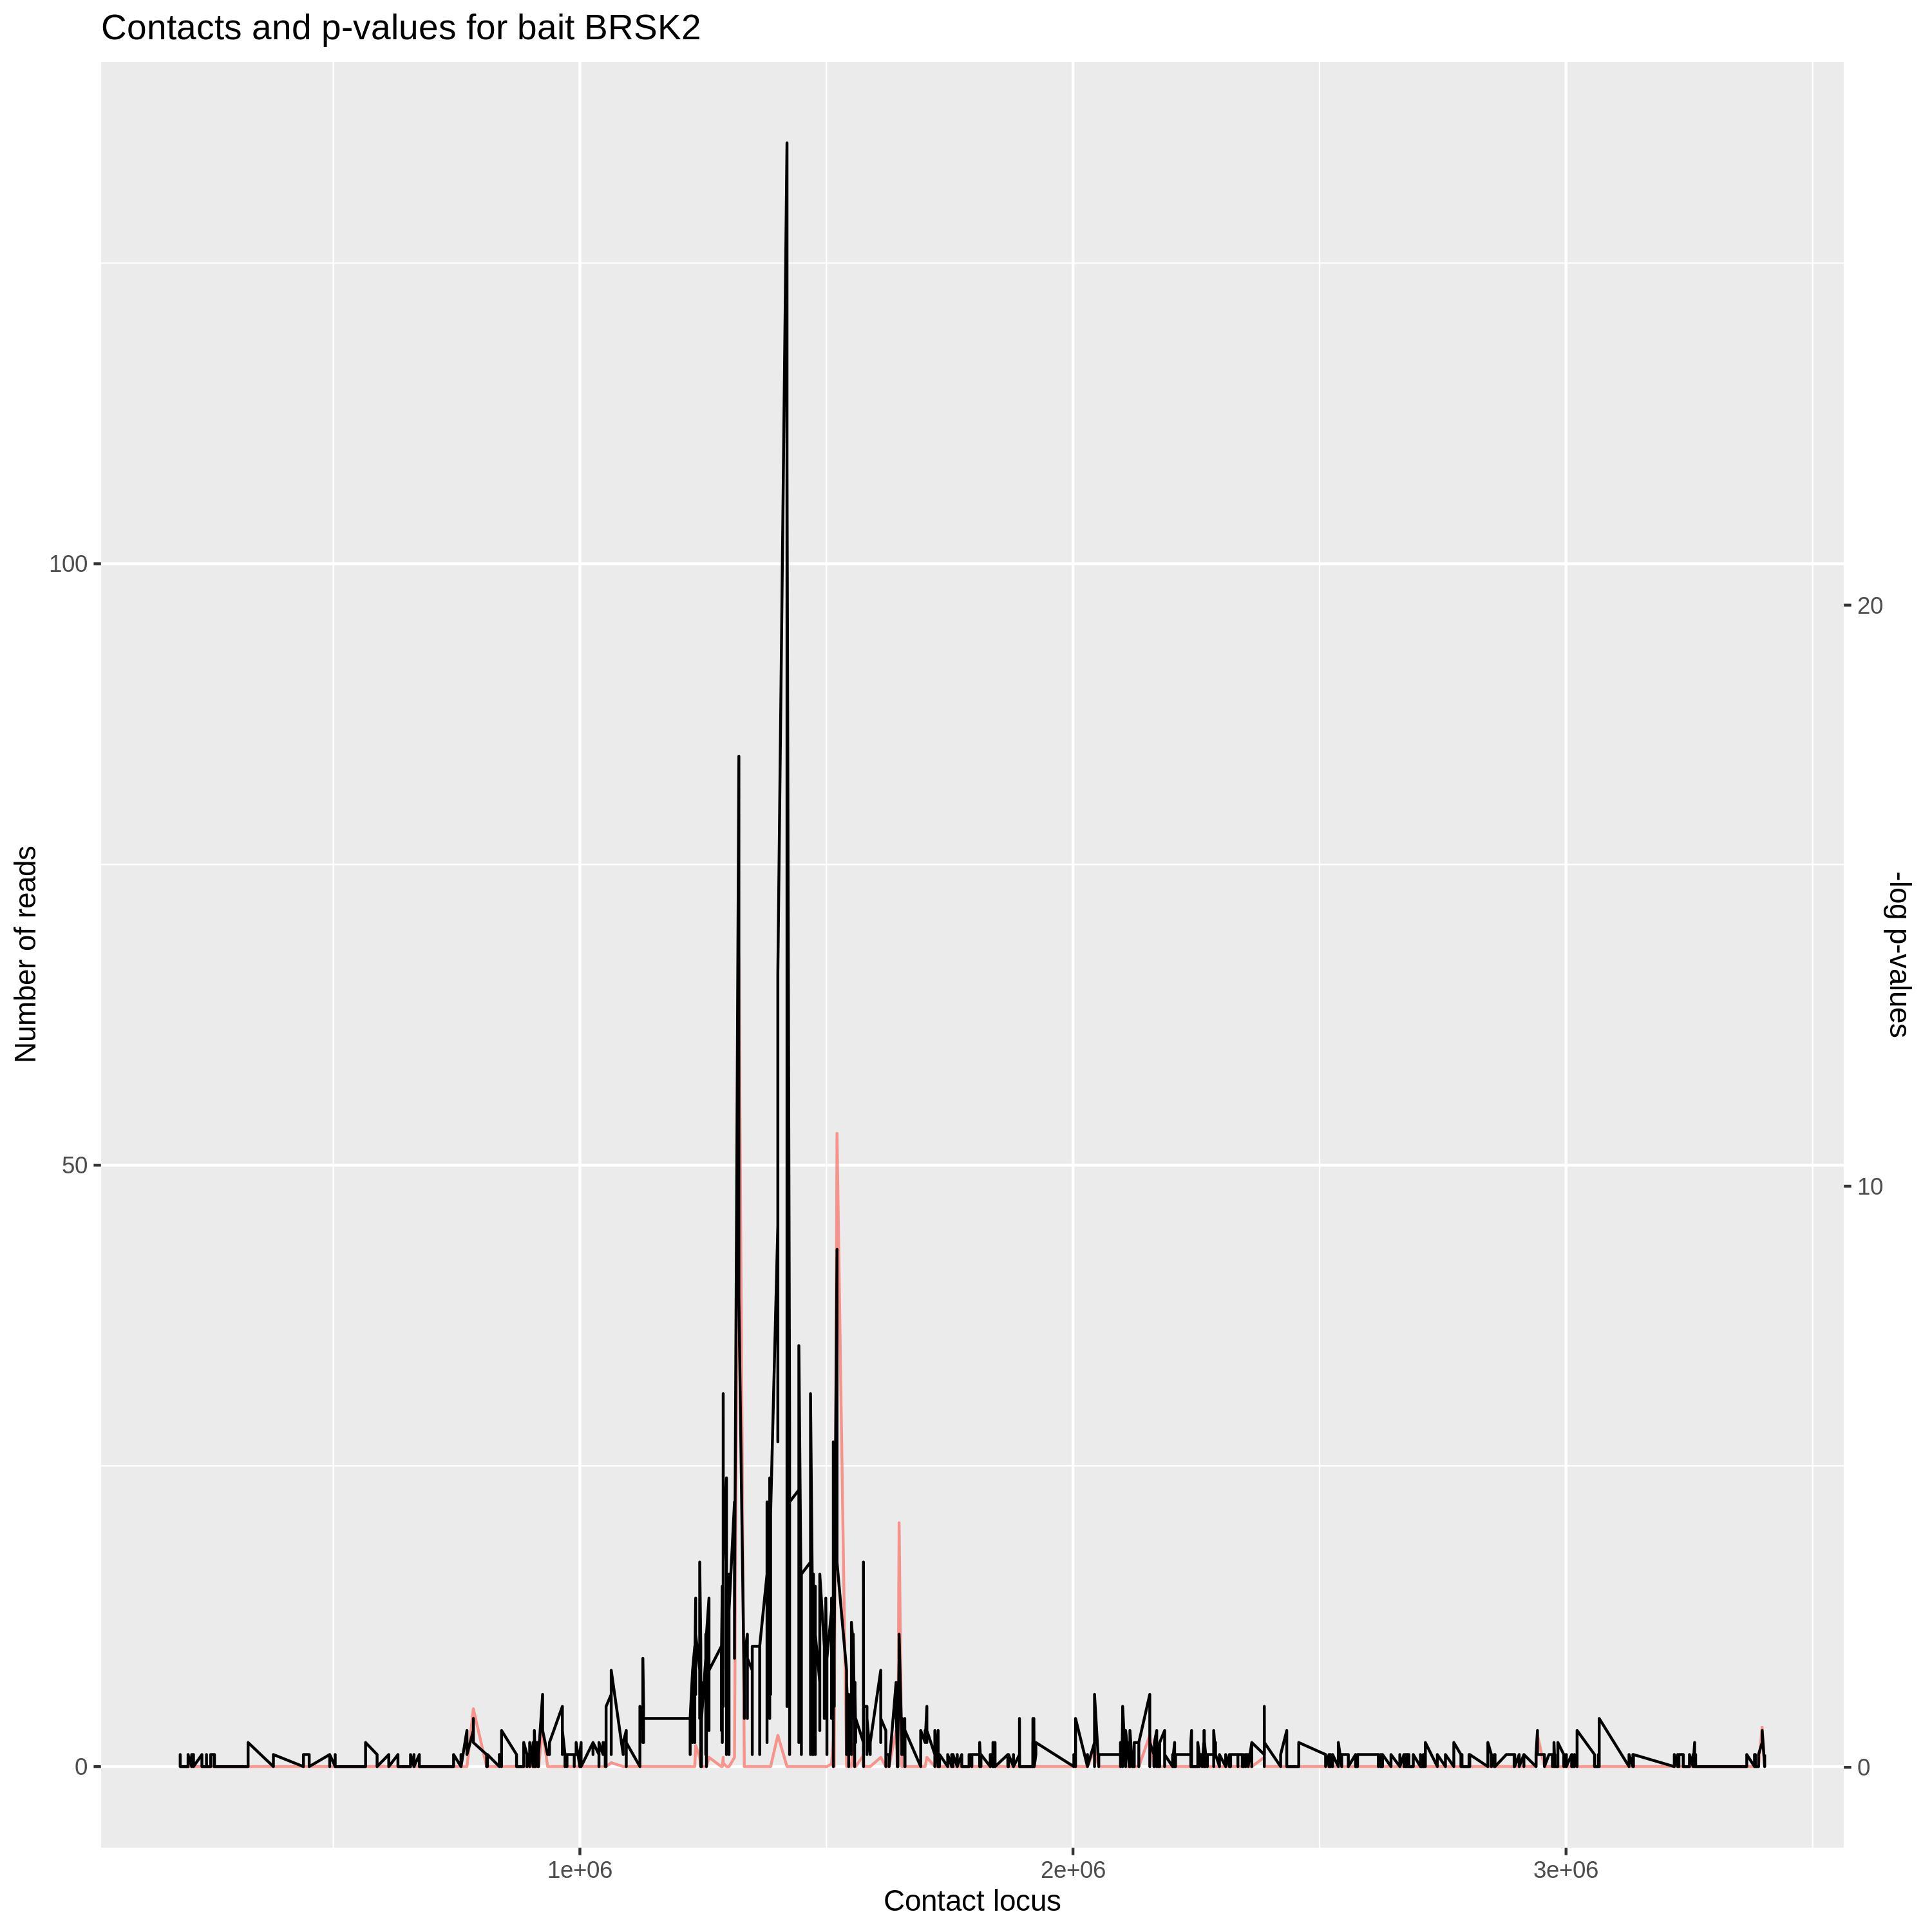 Contacts and p-values for bait BRSK2
100
50
0
Number of reads
20
10
0
-log p-values
1e+06
2e+06
3e+06
Contact locus